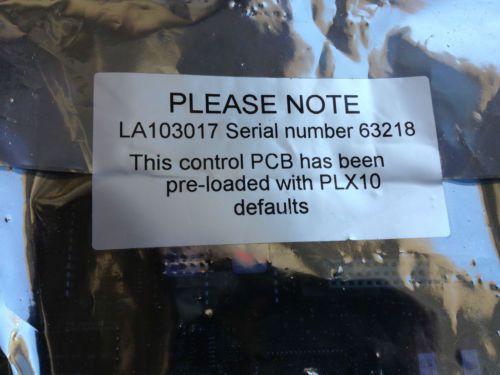 PLEASE NOTE
LA103017 Serial number 63218
This control PCB has been
pre-loaded with PLX10
defaults